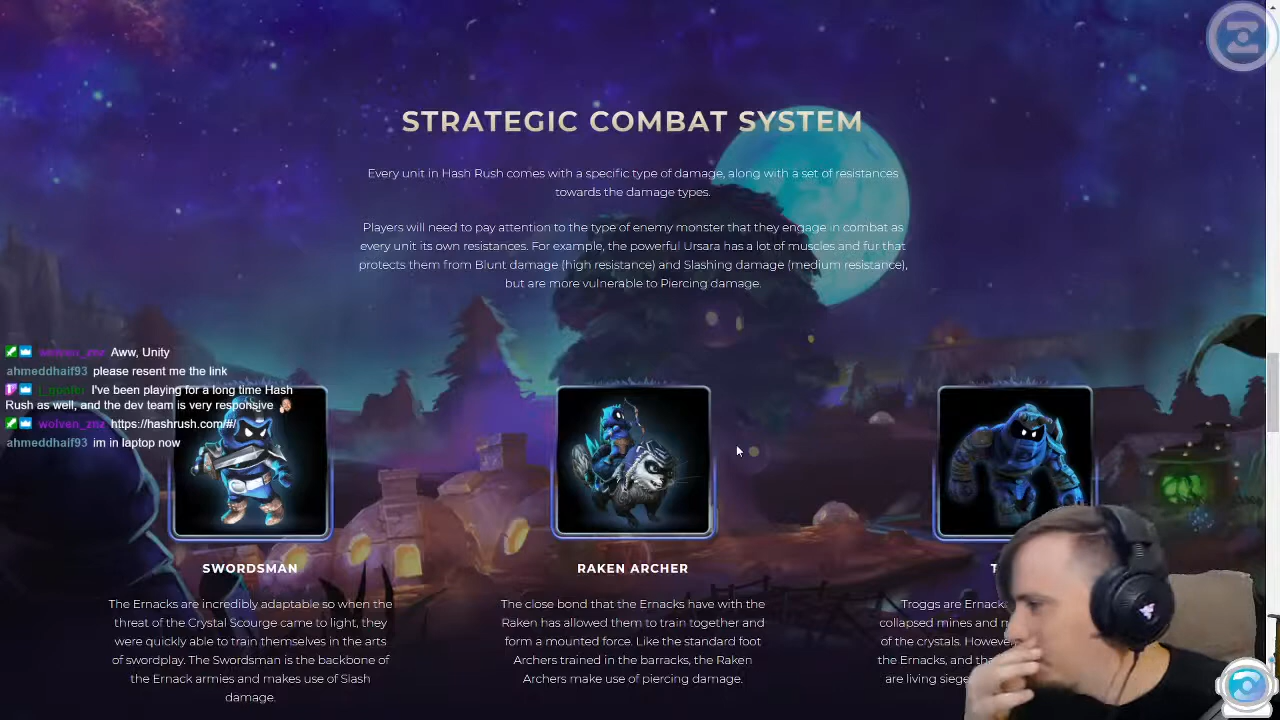 STRATEGIC COMBAT SYSTEM
Every unit in Hash Rush comes with a specific type of damage, along with a set of resistances
towards the damage types.
Players will need to pay attention to the type of enemy monster that they engage in combat as
every unit its own resistances. For example, the powerful Ursara has a lot of muscles and fur that
protects them from Blunt damage (high resistance) and Slashing damage (medium resistance),
but are more vulnerable to Piercing damage.
wolven_znz Aww, Unity
ahmeddhaif93 please resent me the link
I've been playing for a long time Hash
Rush as well, and the dev team is very responsive
wolven_znz https://hashrush.com/#/
ahmeddhaif93 im in laptop now
SWORDSMAN
The Ernacks are incredibly adaptable so when the
threat of the Crystal Scourge came to light, they
were quickly able to train themselves in the arts
of swordplay. The Swordsman is the backbone of
the Ernack armies and makes use of Slash
damage.
RAKEN ARCHER
The close bond that the Ernacks have with the
Raken has allowed them to train together and
form a mounted force. Like the standard foot
Archers trained in the barracks, the Raken
Archers make use of piercing damage.
T
Troggs are Ernack
collapsed mines and m
of the crystals. Howeve
the Ernacks, and tha
are living siege